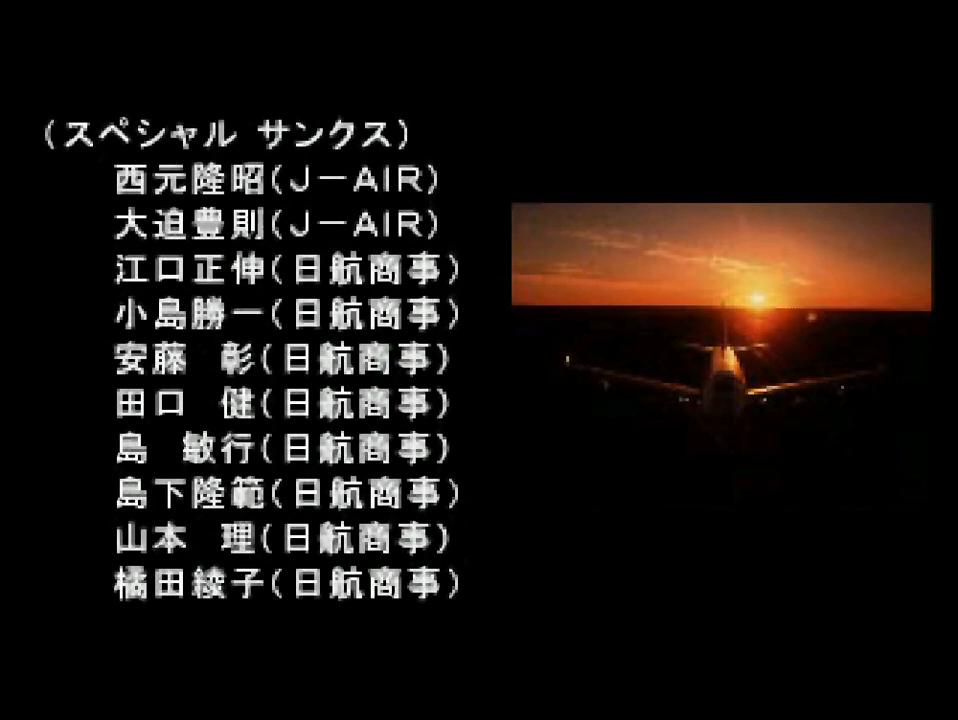 (スペシャル サンクス)
西元隆昭(J－AIR)
大迫豊則(J－AIR)
江口正伸(日航商事)
小島勝一(日航商事)
安藤　彰(日航商事)
田口　健(日航商事)
島　敏行(日航商事)
島下隆範(日航商事)
山本　理(日航商事)
橘田綾子(日航商事)